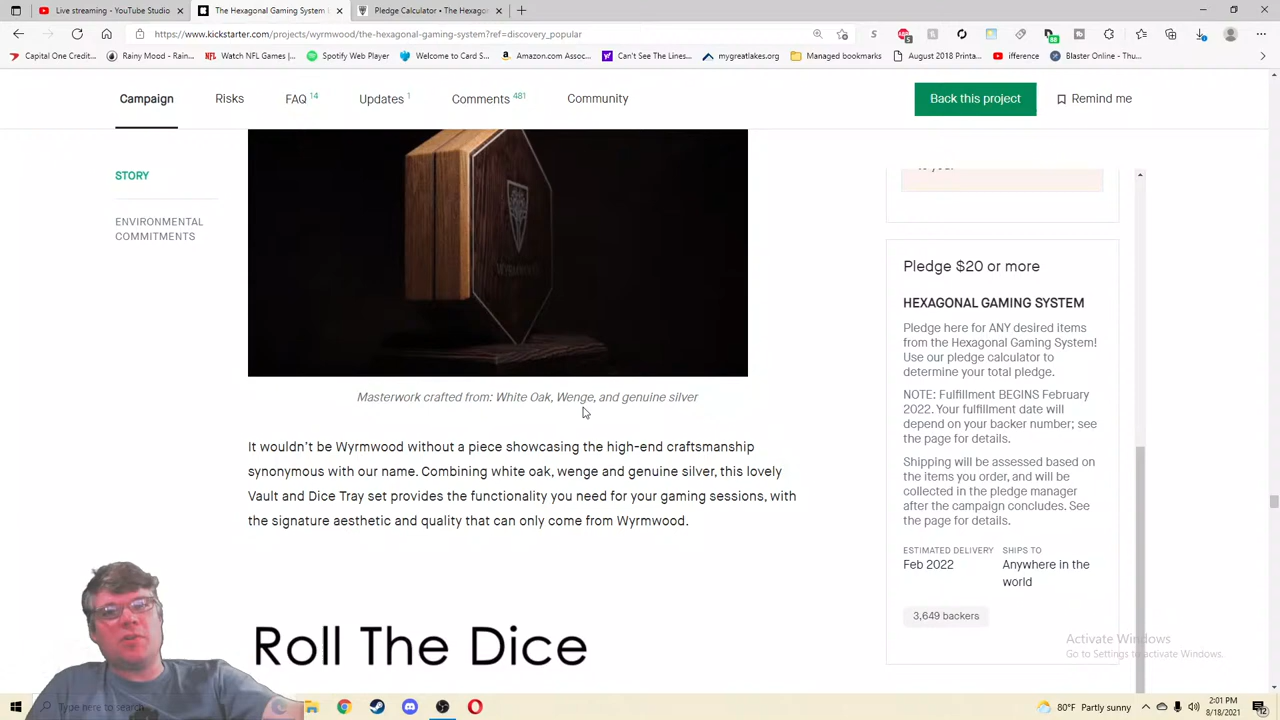 Live streaming - YouTube Studio
The Hexagonal Gaming System
Pledge Calculator - The Hexagon
https://www.kickstarter.com/projects/wyrmwood/the-hexagonal-gaming-system?ref=discovery_popular
Capital One Credit...
Rainy Mood - Rainy...
Watch NFL Games |...
Spotify Player
Welcome to Card S...
Amazon.com Assoc...
Can't See The Lines...
mygreatlakes.org
Managed bookmarks
August 2018 Printa...
ifference
Blaster Online - Thu...
Campaign
Risks
FAQ 14
Updates 1
Comments 481
Community
Back this project
Remind me
STORY
ENVIRONMENTAL
COMMITMENTS
WYRMWOOD
Masterwork crafted from: White Oak, Wenge, and genuine silver
It wouldn't be Wyrmwood without a piece showcasing the high-end craftsmanship
synonymous with our name. Combining white oak, wenge and genuine silver, this lovely
Vault and Dice Tray set provides the functionality you need for your gaming sessions, with
the signature aesthetic and quality that can only come from Wyrmwood.
Roll The Dice
Pledge $20 or more
HEXAGONAL GAMING SYSTEM
Pledge here for ANY desired items
from the Hexagonal Gaming System!
Use our pledge calculator to
determine your total pledge.
NOTE: Fulfillment BEGINS February
2022. Your fulfillment date will
depend on your backer number; see
the page for details.
Shipping will be assessed based on
the items you order, and will be
collected in the pledge manager
after the campaign concludes. See
the page for details.
ESTIMATED DELIVERY
Feb 2022
SHIPS TO
Anywhere in the
world
3,649 backers
Activate Windows
Go to Settings to activate Windows.
Type here to search
80°F Partly sunny
2:01 PM
8/18/2021